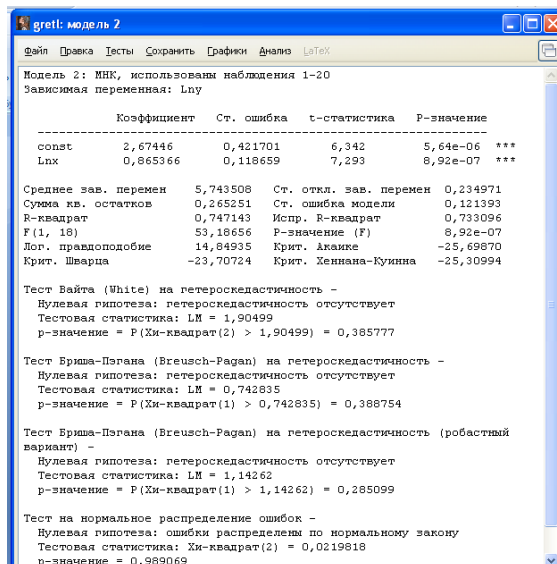 gretl: модель 2
Файл Правка Тесты Сохранить Графики Анализ LaTeX
Модель 2: МНК, использованы наблюдения 1-20
Зависимая переменная: Lny
Коэффициент Ст. ошибка t-статистика P-значение
const 2,67446 0,421701 6,342 5,64e-06 ***
Lnx 0,865366 0,118659 7,293 8,92e-07 ***
Среднее зав. перемен 5,743508 Ст. откл. зав. перемен 0,234971
Сумма кв. остатков 0,265251 Ст. ошибка модели 0,121393
R-квадрат 0,747143 Испр. R-квадрат 0,733096
F(1, 18) 53,18656 P-значение (F) 8,92e-07
Лог. правдоподобие 14,84935 Крит. Акаике -25,69870
Крит. Шварца -23,70724 Крит. Хеннана-Куинна -25,30994
Тест Вайта (White) на гетероскедастичность -
Нулевая гипотеза: гетероскедастичность отсутствует
Тестовая статистика: LM = 1,90499
p-значение = P(Хи-квадрат(2) > 1,90499) = 0,385777
Тест Бриша-Пэгана (Breusch-Pagan) на гетероскедастичность -
Нулевая гипотеза: гетероскедастичность отсутствует
Тестовая статистика: LM = 0,742835
p-значение = P(Хи-квадрат(1) > 0,742835) = 0,388754
Тест Бриша-Пэгана (Breusch-Pagan) на гетероскедастичность (робастный
вариант) -
Нулевая гипотеза: гетероскедастичность отсутствует
Тестовая статистика: LM = 1,14262
p-значение = P(Хи-квадрат(1) > 1,14262) = 0,285099
Тест на нормальное распределение ошибок -
Нулевая гипотеза: ошибки распределены по нормальному закону
Тестовая статистика: Хи-квадрат(2) = 0,0219818
p-значение = 0,989069